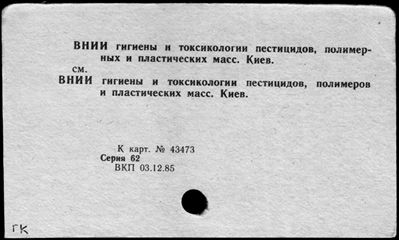 ВНИИ гигиены и токсикологии пестицидов, полимер-
ных и пластических масс. Киев.
см.
ВНИИ гигиены и токсикологии пестицидов, полимеров
и пластических масс. Киев.
К карт. № 43473
Серия 62
ВКП 03.12.85
ГК